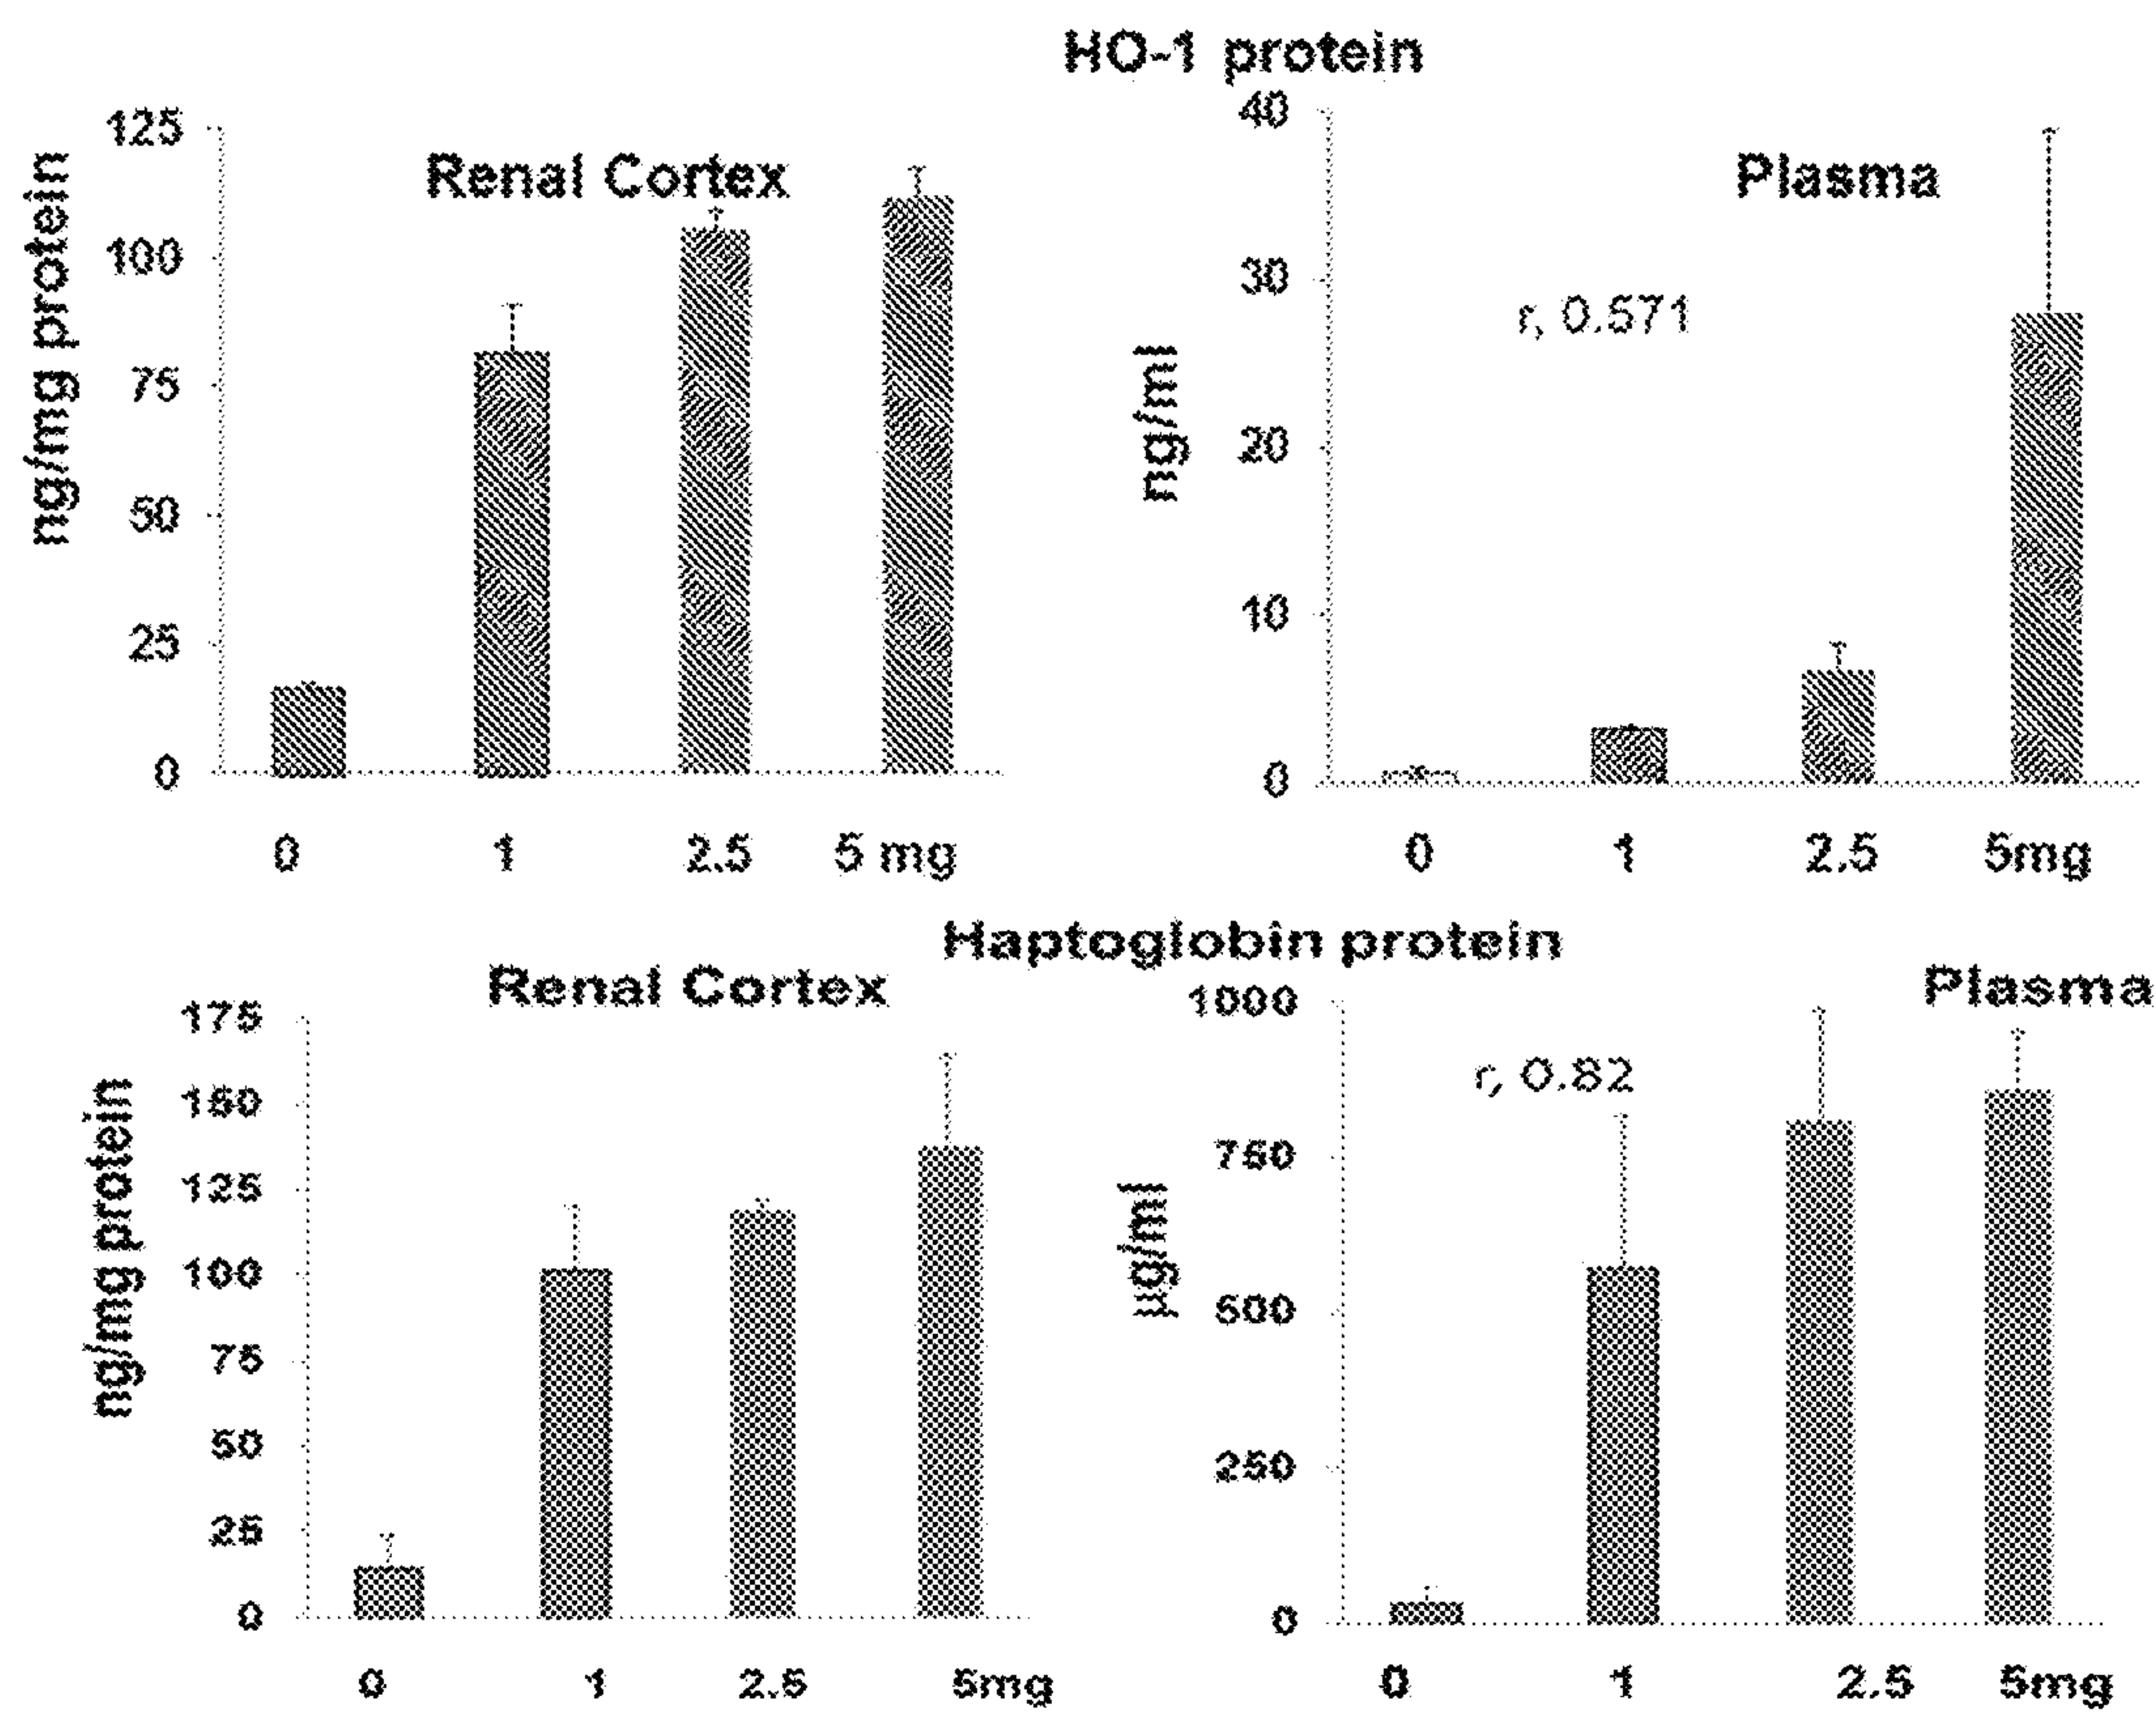 HO-1 protein
Renal Cortex
ng/mg protein
125
100
75
50
25
0
0 1 2.5 5 mg
Plasma
r, 0.571
ng/ml
40
30
20
10
0
0 1 2.5 5mg
Haptoglobin protein
Renal Cortex
ng/mg protein
175
150
125
100
75
50
25
0
0 1 2.5 5mg
Plasma
r, 0.82
µg/ml
1000
750
500
250
0
0 1 2.5 5mg